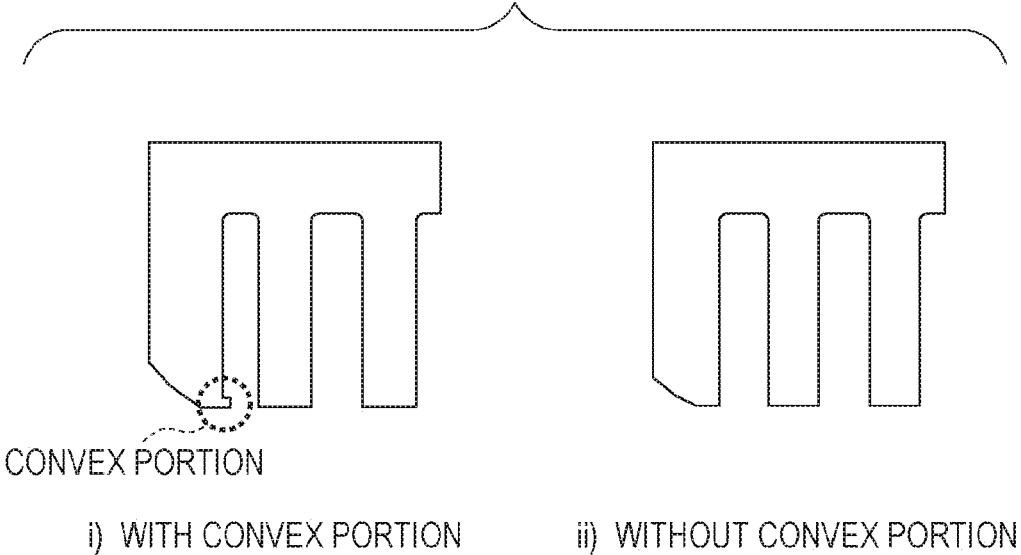 CONVEX PORTION
i) WITH CONVEX PORTION
ii) WITHOUT CONVEX PORTION